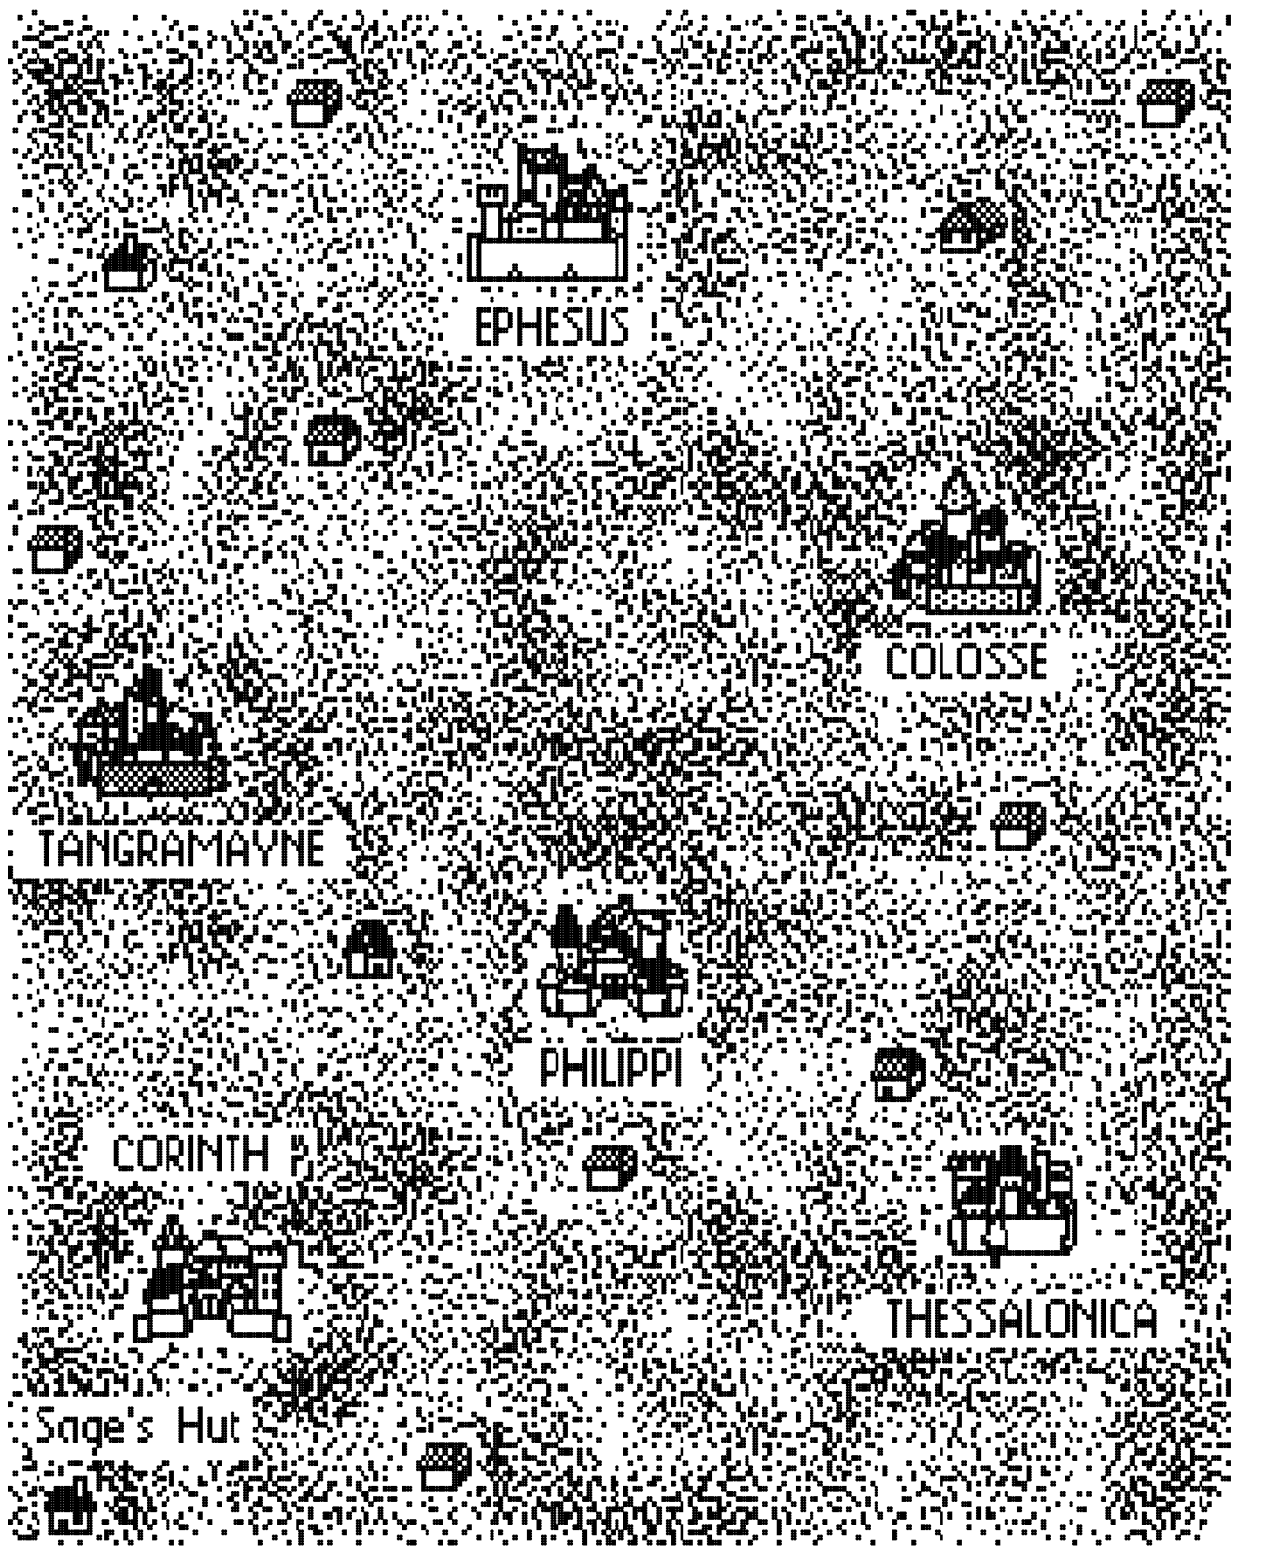 EPHESUS
COLOSSE
TANGRAMAYNE
PHILIPPI
CORINTH
THESSALONICA
Sage's Hut